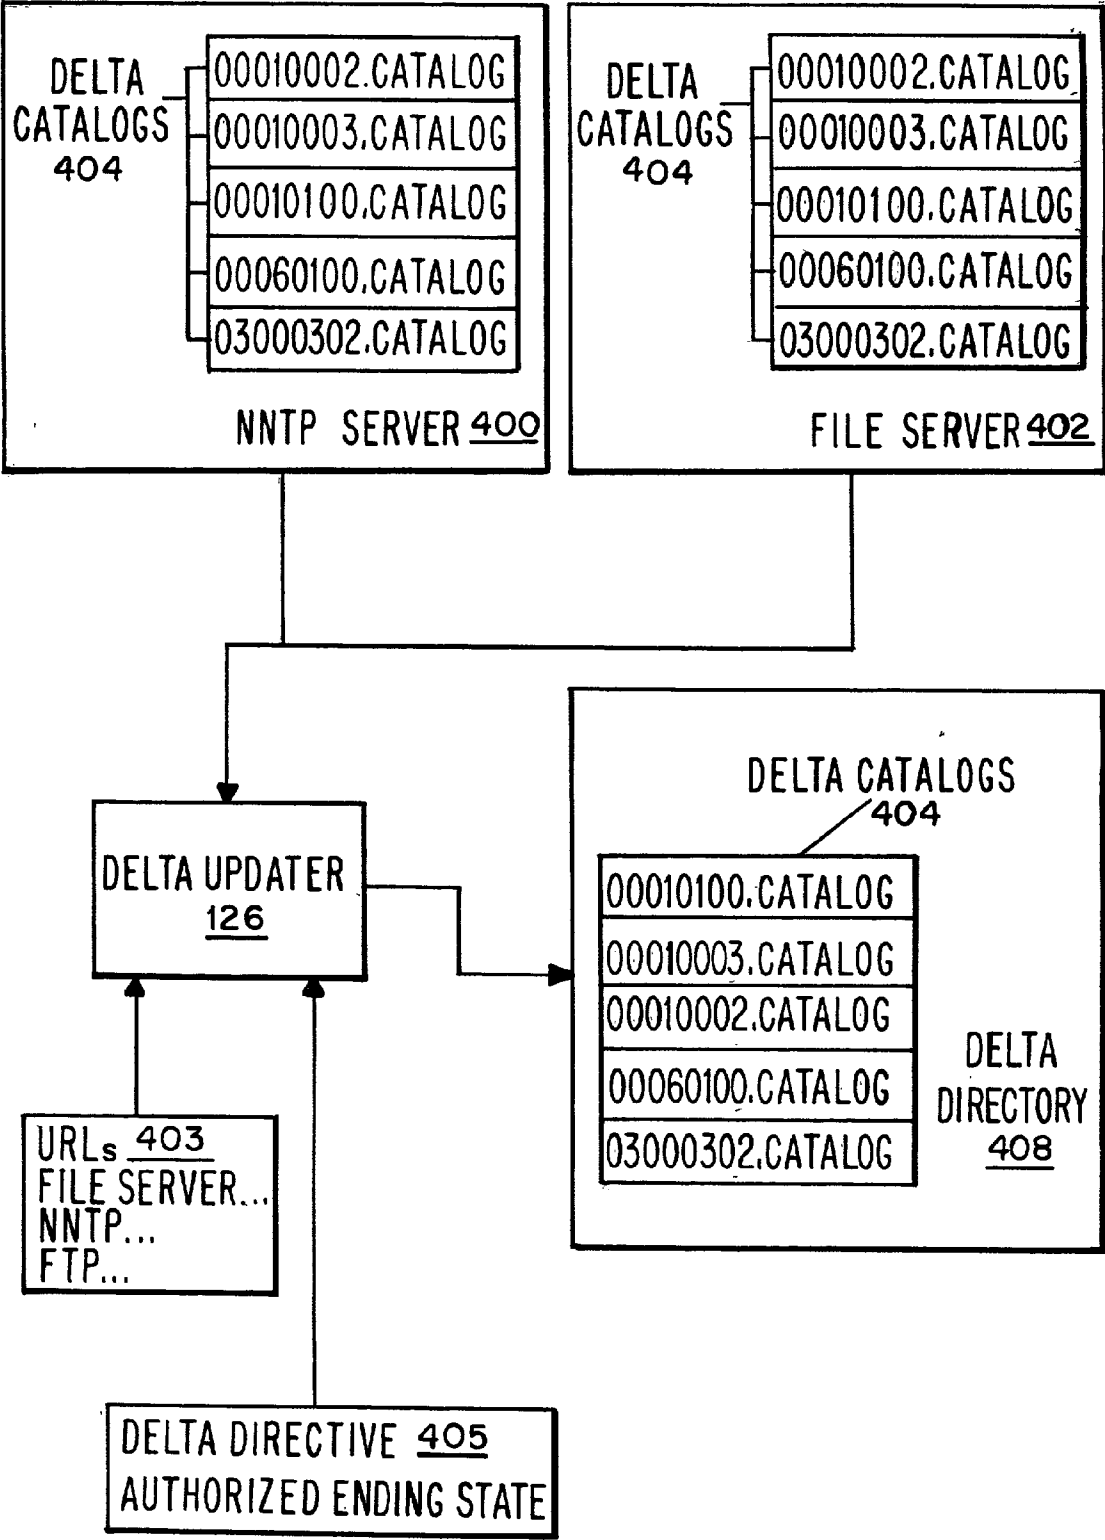 DELTA
CATALOGS
404
00010002.CATALOG
00010003.CATALOG
00010100.CATALOG
00060100.CATALOG
03000302.CATALOG
NNTP SERVER 400
DELTA
CATALOGS
404
00010002.CATALOG
00010003.CATALOG
00010100.CATALOG
00060100.CATALOG
03000302.CATALOG
FILE SERVER 402
DELTA UPDATER
126
DELTA CATALOGS
404
00010100.CATALOG
00010003.CATALOG
00010002.CATALOG
00060100.CATALOG
03000302.CATALOG
DELTA
DIRECTORY
408
URLs 403
FILE SERVER...
NNTP...
FTP...
DELTA DIRECTIVE 405
AUTHORIZED ENDING STATE